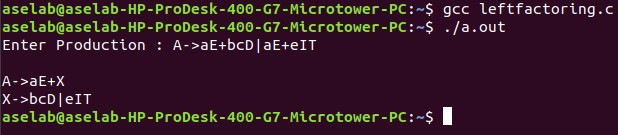 aselab@aselab-HP-ProDesk-400-G7-Microtower-PC:~$ gcc leftfactoring.c
aselab@aselab-HP-ProDesk-400-G7-Microtower-PC:~$ ./a.out
Enter Production : A->aE+bcD|aE+eIT
A->aE+X
X->bcD|eIT
aselab@aselab-HP-ProDesk-400-G7-Microtower-PC:~$